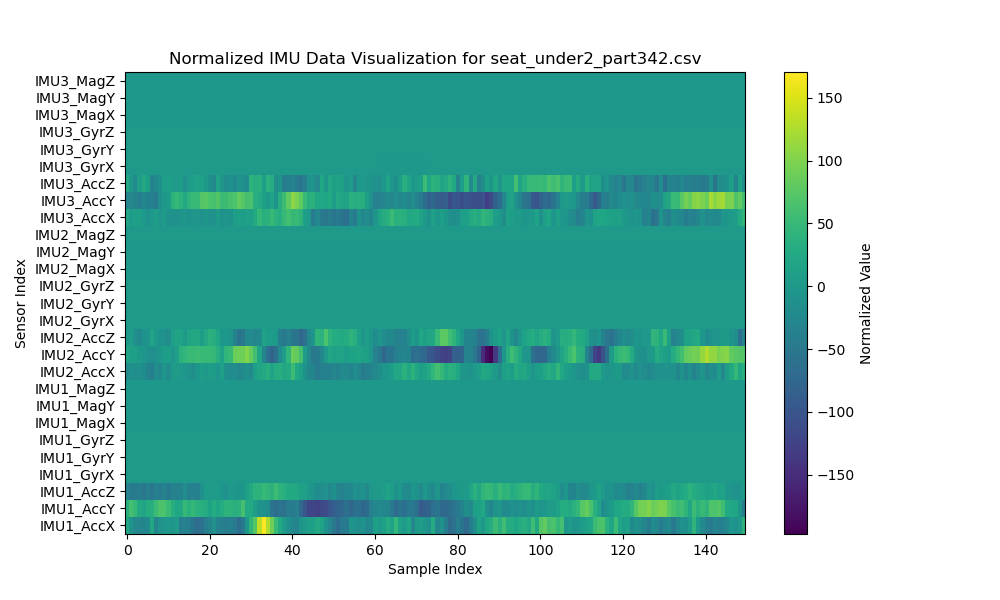 Normalized IMU Data Visualization for seat_under2_part342.csv
IMU3_MagZ
IMU3_MagY
IMU3_MagX
IMU3_GyrZ
IMU3_GyrY
IMU3_GyrX
IMU3_AccZ
IMU3_AccY
IMU3_AccX
IMU2_MagZ
IMU2_MagY
IMU2_MagX
IMU2_GyrZ
IMU2_GyrY
IMU2_GyrX
IMU2_AccZ
IMU2_AccY
IMU2_AccX
IMU1_MagZ
IMU1_MagY
IMU1_MagX
IMU1_GyrZ
IMU1_GyrY
IMU1_GyrX
IMU1_AccZ
IMU1_AccY
IMU1_AccX
Sensor Index
0 20 40 60 80 100 120 140
Sample Index
150
100
50
0
−50
−100
−150
Normalized Value